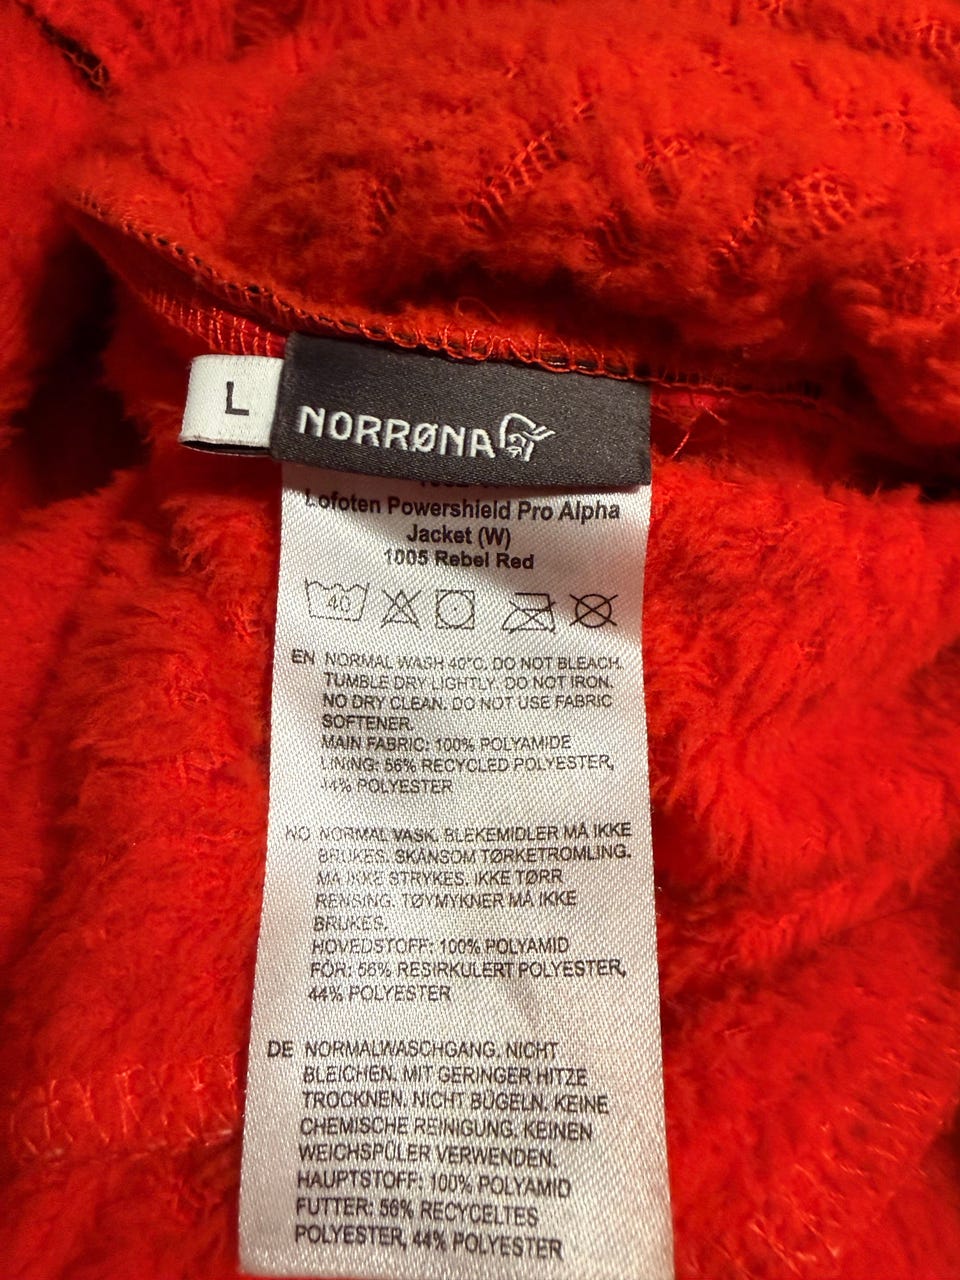 L
NORRØNA
Lofoten Powershield Pro Alpha
Jacket (W)
1005 Rebel Red
40
EN NORMAL WASH 40°C. DO NOT BLEACH.
TUMBLE DRY LIGHTLY. DO NOT IRON.
NO DRY CLEAN. DO NOT USE FABRIC
SOFTENER.
MAIN FABRIC: 100% POLYAMIDE
LINING: 56% RECYCLED POLYESTER,
44% POLYESTER
NO NORMAL VASK. BLEKEMIDLER MÅ IKKE
BRUKES. SKÅNSOM TØRKETROMLING.
MÅ IKKE STRYKES. IKKE TØRR
RENSING. TØYMYKNER MÅ IKKE
BRUKES.
HOVEDSTOFF: 100% POLYAMID
FÔR: 56% RESIRKULERT POLYESTER,
44% POLYESTER
DE NORMALWASCHGANG. NICHT
BLEICHEN. MIT GERINGER HITZE
TROCKNEN. NICHT BÜGELN. KEINE
CHEMISCHE REINIGUNG. KEINEN
WEICHSPÜLER VERWENDEN.
HAUPTSTOFF: 100% POLYAMID
FUTTER: 56% RECYCELTES
POLYESTER, 44% POLYESTER